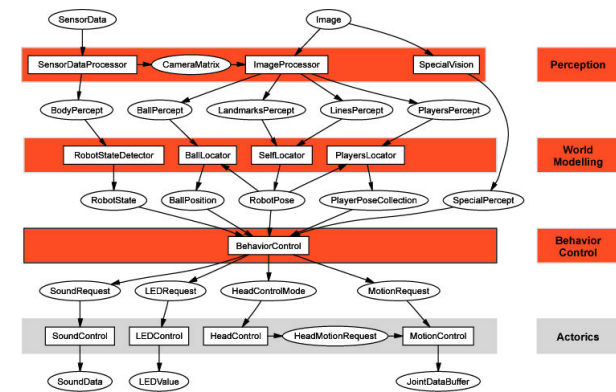 SensorData
Image
SensorDataProcessor
CameraMatrix
ImageProcessor
SpecialVision
Perception
BodyPercept
BallPercept
LandmarksPercept
LinesPercept
PlayersPercept
RobotStateDetector
BallLocator
SelfLocator
PlayersLocator
World
Modelling
RobotState
BallPosition
RobotPose
PlayerPoseCollection
SpecialPercept
BehaviorControl
Behavior
Control
SoundRequest
LEDRequest
HeadControlMode
MotionRequest
SoundControl
LEDControl
HeadControl
HeadMotionRequest
MotionControl
Actorics
SoundData
LEDValue
JointDataBuffer